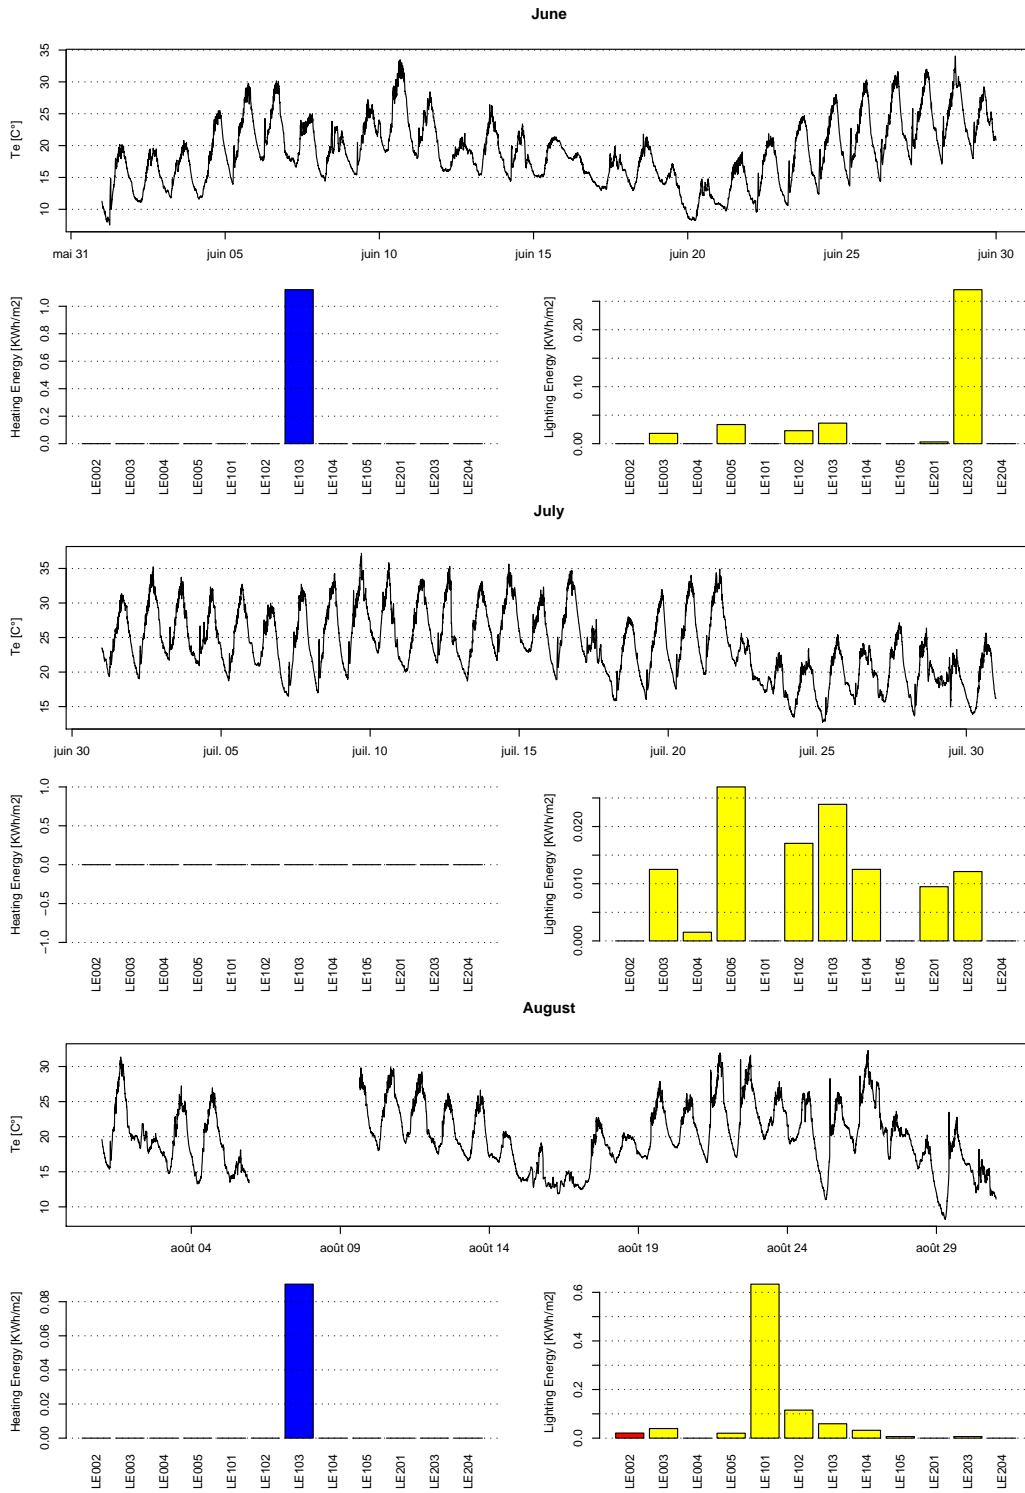 June
Te [C°]
10 15 20 25 30 35
mai 31 juin 05 juin 10 juin 15 juin 20 juin 25 juin 30
Heating Energy [KWh/m2]
0.0 0.2 0.4 0.6 0.8 1.0
LE002 LE003 LE004 LE005 LE101 LE102 LE103 LE104 LE105 LE201 LE203 LE204
Lighting Energy [KWh/m2]
0.00 0.10 0.20
LE002 LE003 LE004 LE005 LE101 LE102 LE103 LE104 LE105 LE201 LE203 LE204
July
Te [C°]
15 20 25 30 35
juin 30 juil. 05 juil. 10 juil. 15 juil. 20 juil. 25 juil. 30
Heating Energy [KWh/m2]
−1.0 −0.5 0.0 0.5 1.0
LE002 LE003 LE004 LE005 LE101 LE102 LE103 LE104 LE105 LE201 LE203 LE204
Lighting Energy [KWh/m2]
0.000 0.010 0.020
LE002 LE003 LE004 LE005 LE101 LE102 LE103 LE104 LE105 LE201 LE203 LE204
August
Te [C°]
10 15 20 25 30
août 04 août 09 août 14 août 19 août 24 août 29
Heating Energy [KWh/m2]
0.00 0.02 0.04 0.06 0.08
LE002 LE003 LE004 LE005 LE101 LE102 LE103 LE104 LE105 LE201 LE203 LE204
Lighting Energy [KWh/m2]
0.0 0.2 0.4 0.6
LE002 LE003 LE004 LE005 LE101 LE102 LE103 LE104 LE105 LE201 LE203 LE204